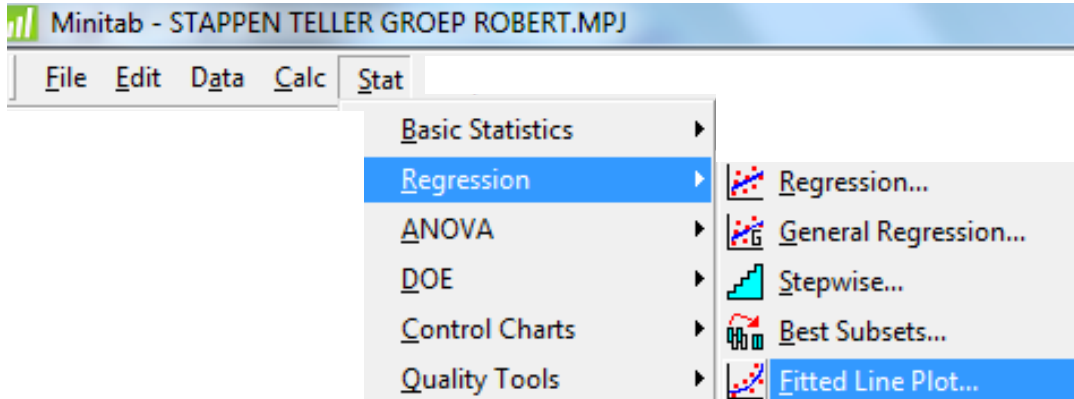 Minitab - STAPPEN TELLER GROEP ROBERT.MPJ
File Edit Data Calc Stat
Basic Statistics
Regression
ANOVA
DOE
Control Charts
Quality Tools
Regression...
General Regression...
Stepwise...
Best Subsets...
Fitted Line Plot...